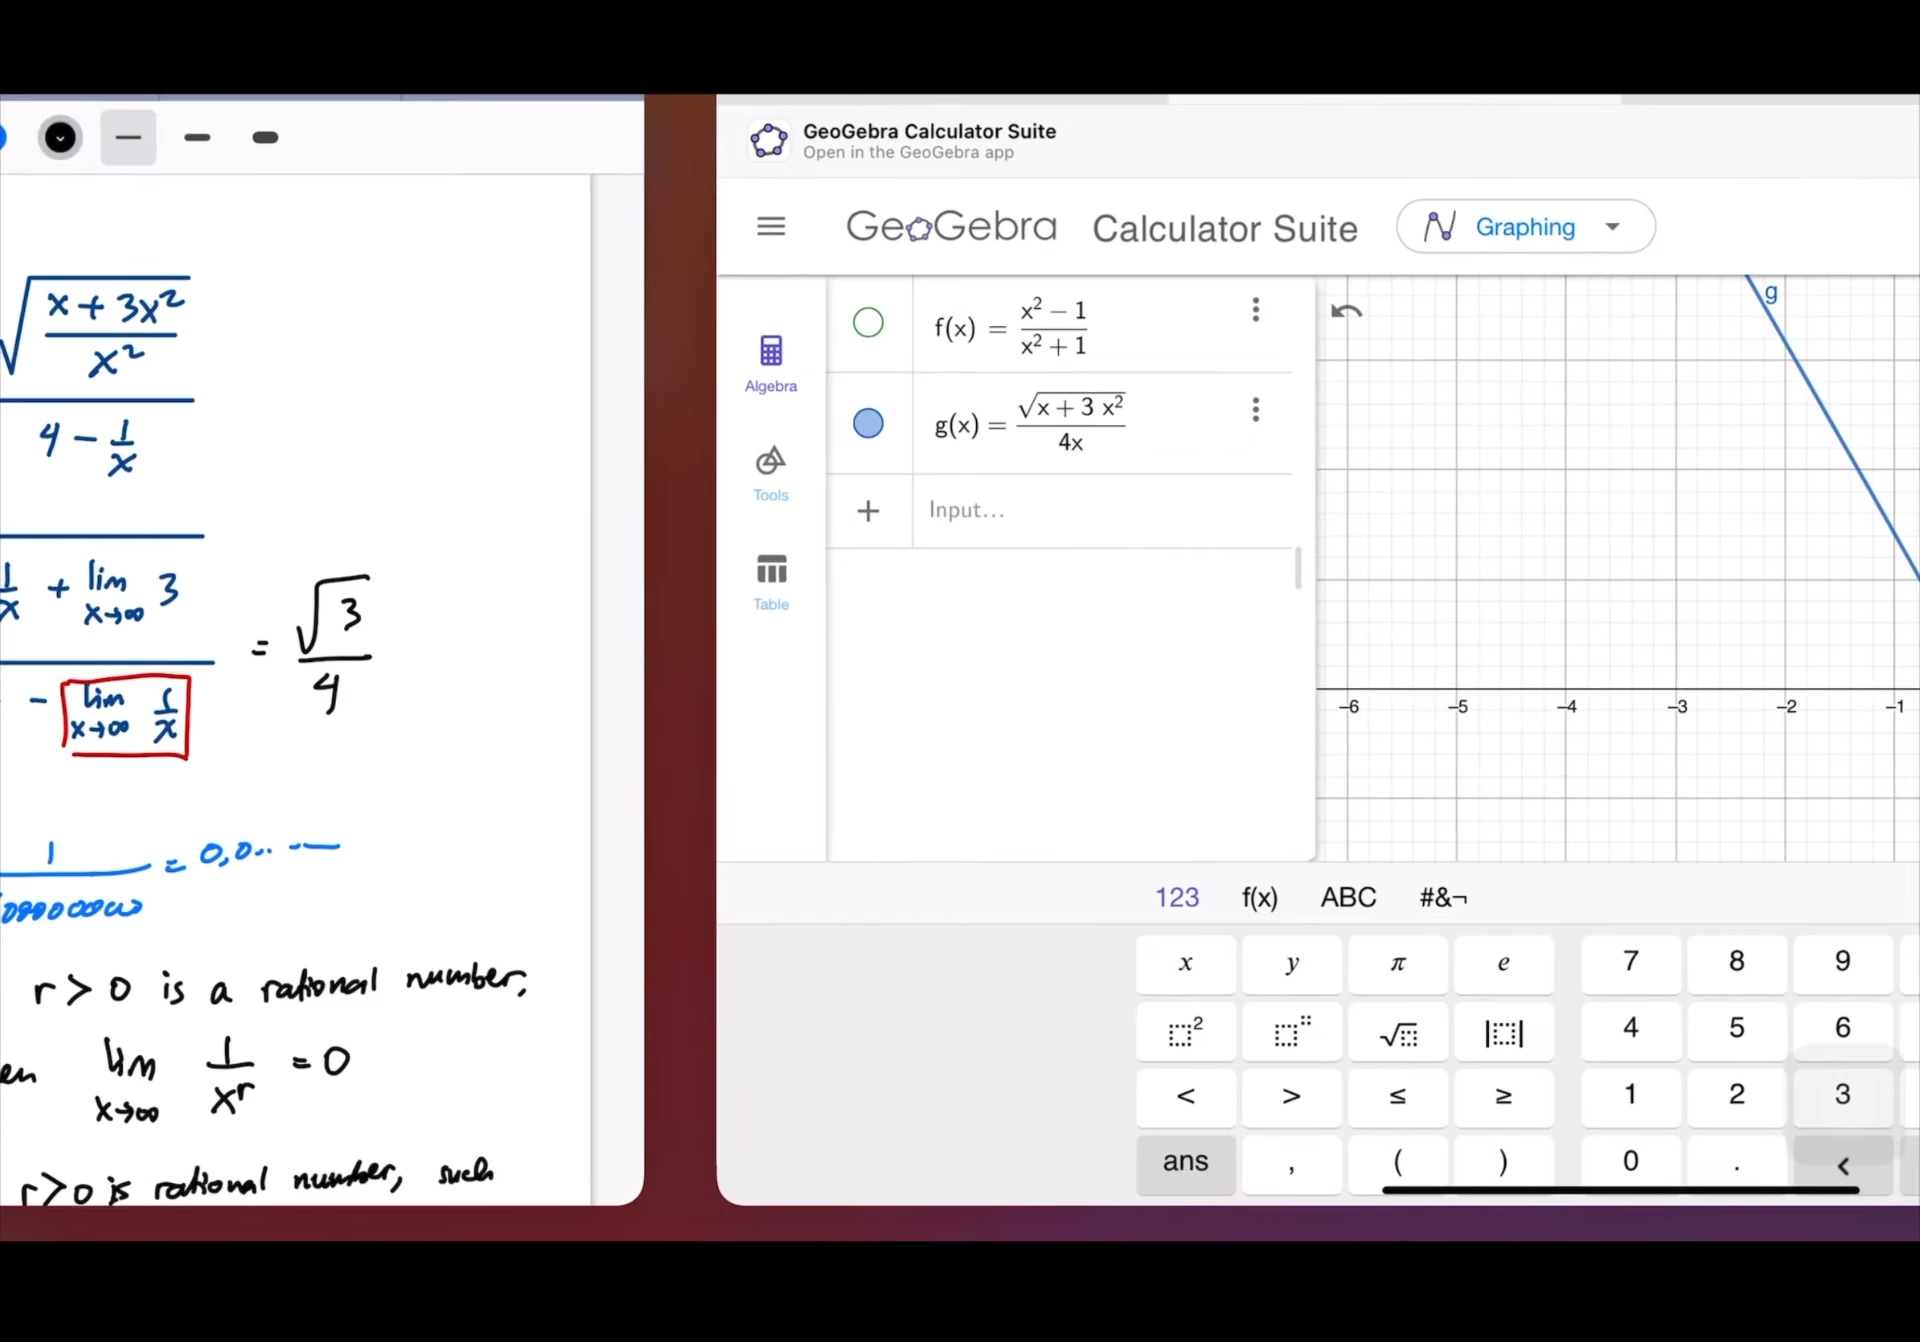 √(x + 3x²)/x²
4 − 1/x
1/x + lim x→∞ 3
= √3/4
− lim x→∞ 1/x
1 = 0,0..
r > 0 is a rational number,
lim x→∞ 1/xʳ = 0
r > 0 is rational number, such
GeoGebra Calculator Suite
Open in the GeoGebra app
GeoGebra Calculator Suite
Graphing
Algebra
Tools
Table
f(x) = (x² − 1)/(x² + 1)
g(x) = √(x + 3 x²)/4x
+ Input...
g
−6 −5 −4 −3 −2 −1
123 f(x) ABC #&¬
x y π e 7 8 9
4 5 6
< > ≤ ≥ 1 2 3
ans , ( ) 0 . <